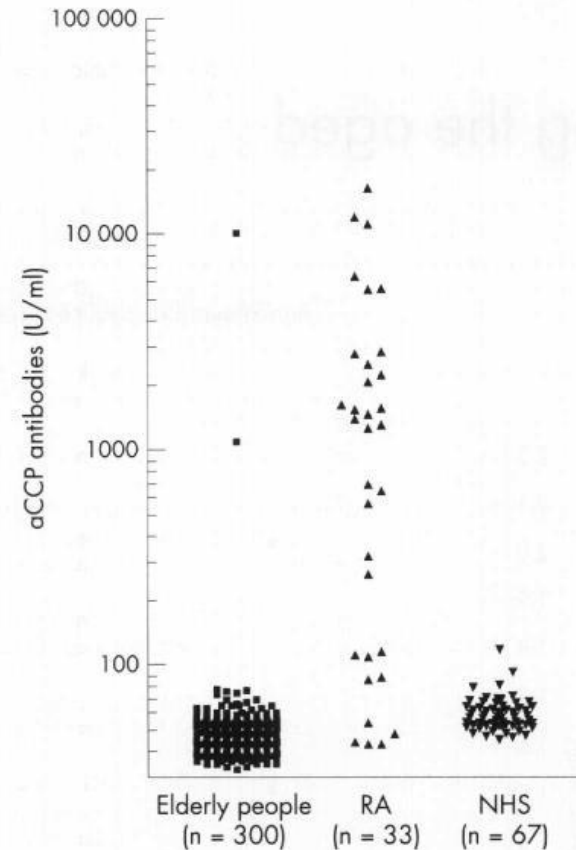 100 000
10 000
1000
100
aCCP antibodies (U/ml)
Elderly people
(n = 300)
RA
(n = 33)
NHS
(n = 67)